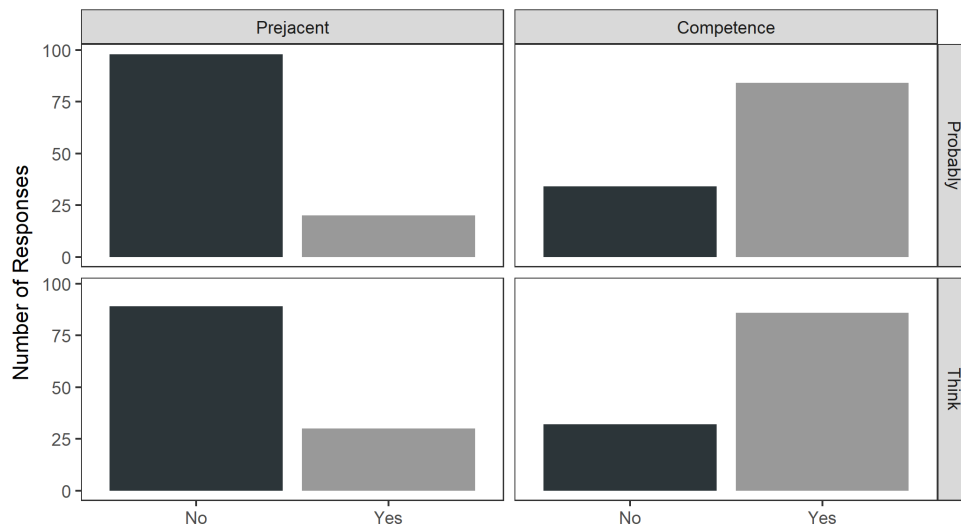 Prejacent Competence
Number of Responses
100
75
50
25
0
Probably
100
75
50
25
0
Think
No Yes No Yes